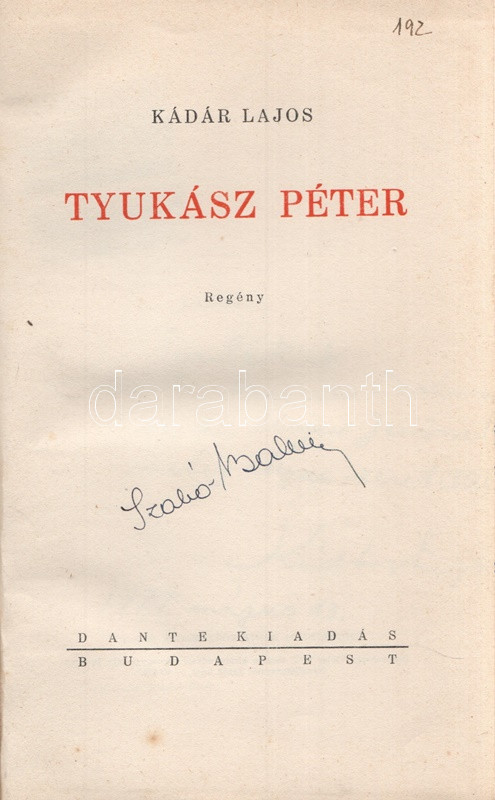 192
KÁDÁR LAJOS
TYUKÁSZ PÉTER
Regény
darabanth
Szabó
DANTE KIADÁS
BUDAPEST